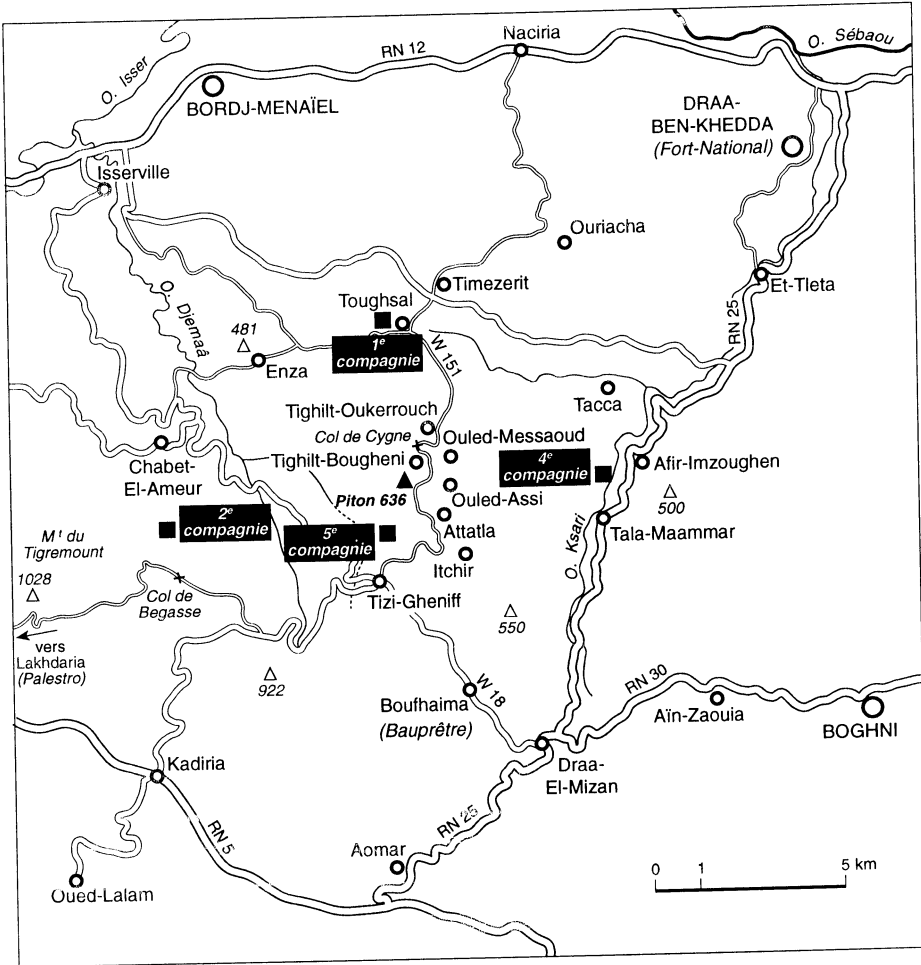 O. Sébaou
Naciria
RN 12
O. Isser
BORDJ-MENAÏEL
DRAA-
BEN-KHEDDA
(Fort-National)
Isserville
Ouriacha
Timezerit
Et-Tleta
O. Djemaâ
Toughsal
RN 25
481
1e
compagnie
W 151
Enza
Tacca
Tighilt-Oukerrouch
Col de Cygne
Ouled-Messaoud
Chabet-
El-Ameur
Tighilt-Bougheni
4e
compagnie
Afir-Imzoughen
Piton 636
Ouled-Assi
500
2e
compagnie
5e
compagnie
Attatla
O. Ksari
Tala-Maammar
Mt du
Tigremount
1028
Itchir
Col de
Begasse
Tizi-Gheniff
550
vers
Lakhdaria
(Palestro)
922
Boufhaima
(Bauprêtre)
W 18
RN 30
Aïn-Zaouia
BOGHNI
Kadiria
Draa-
El-Mizan
RN 5
RN 25
Aomar
Oued-Lalam
0 1 5 km